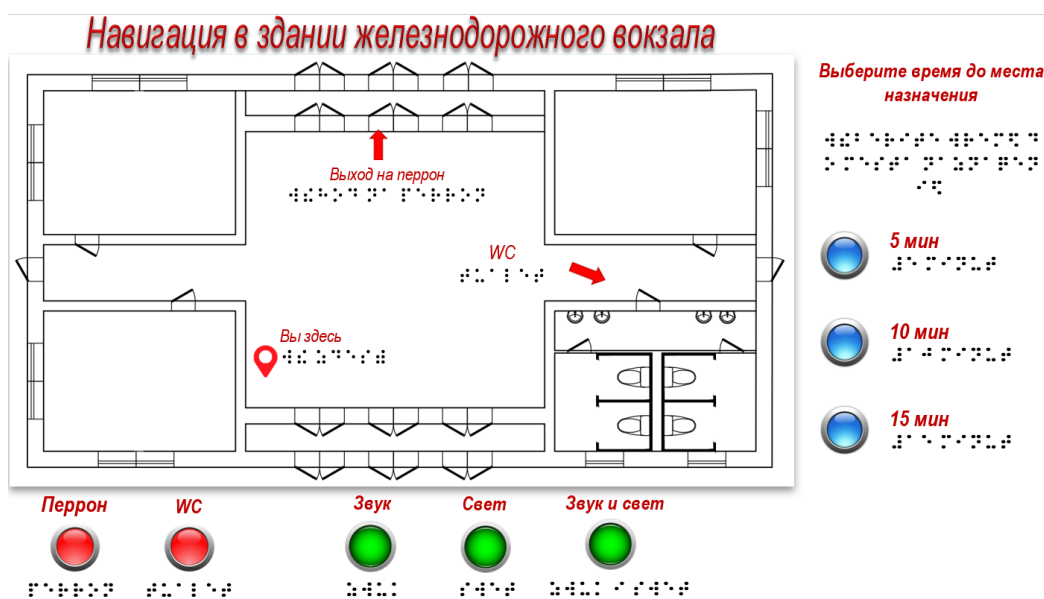 Навигация в здании железнодорожного вокзала
Выберите время до места
назначения
⠺⠮⠃⠑⠗⠊⠞⠑ ⠺⠗⠑⠍⠫ ⠙
⠕ ⠍⠑⠎⠞⠁ ⠝⠁⠵⠝⠁⠟⠑⠝
⠊⠫
Выход на перрон
⠺⠮⠓⠕⠙ ⠝⠁ ⠏⠑⠗⠗⠕⠝
WC
⠞⠥⠁⠇⠑⠞
5 мин
⠼⠑ ⠍⠊⠝⠥⠞
10 мин
⠼⠁⠚ ⠍⠊⠝⠥⠞
Вы здесь
⠺⠮ ⠵⠙⠑⠎⠾
15 мин
⠼⠁⠑ ⠍⠊⠝⠥⠞
Перрон
WC
Звук
Свет
Звук и свет
⠏⠑⠗⠗⠕⠝
⠞⠥⠁⠇⠑⠞
⠵⠺⠥⠅
⠎⠺⠑⠞
⠵⠺⠥⠅ ⠊ ⠎⠺⠑⠞